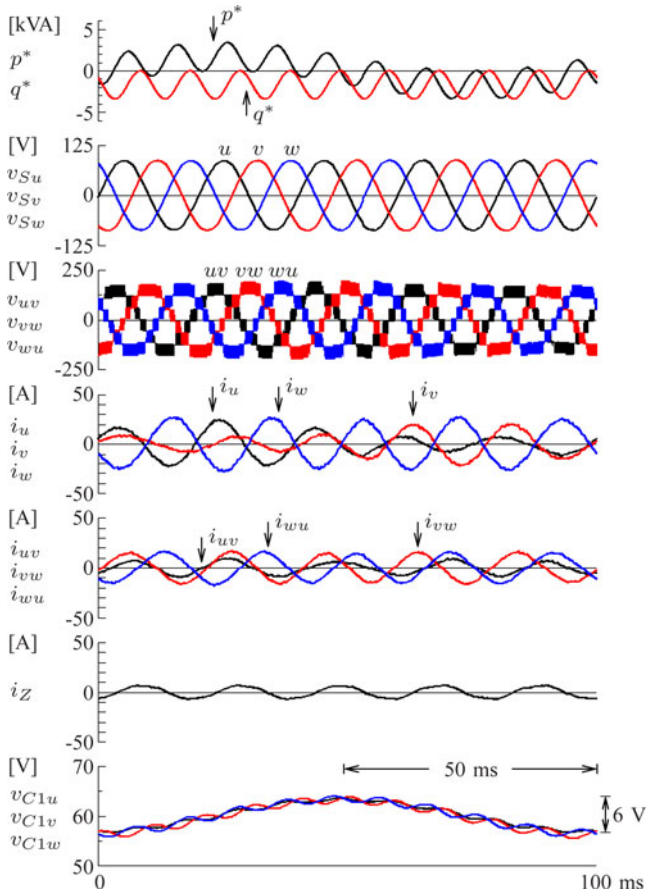 [kVA]
p*
5
p*
0
q*
-5
q*
[V]
125
u v w
vSu
vSv
0
vSw
-125
[V]
250
uv vw wu
vuv
vvw
0
vwu
-250
[A]
50
iu iw iv
iu
iv
0
iw
-50
[A]
50
iuv iwu ivw
iuv
ivw
0
iwu
-50
[A]
50
iZ
0
-50
[V]
70
50 ms
vC1u
vC1v
60
6 V
vC1w
50
0 100 ms